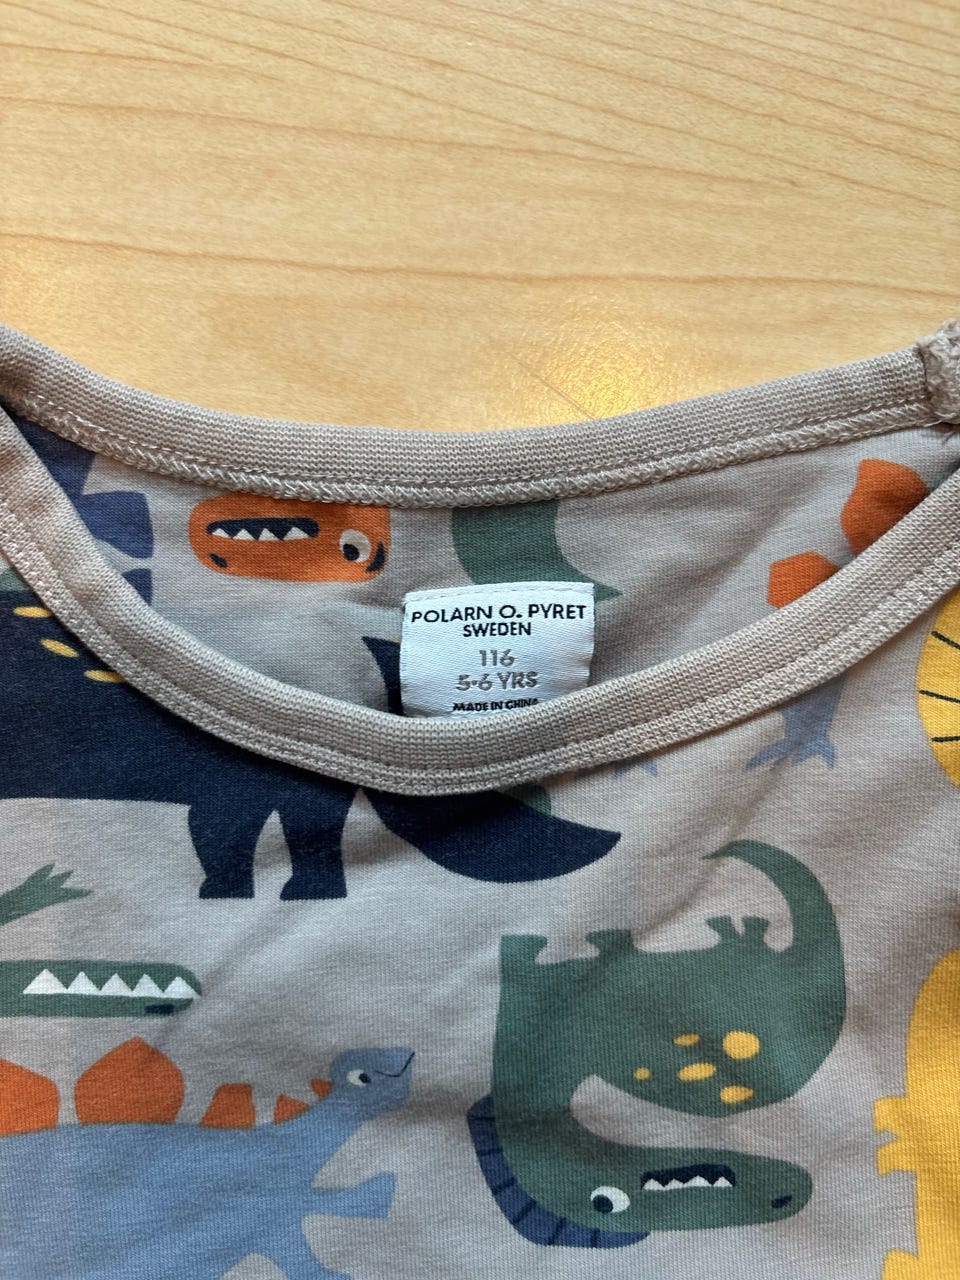 POLARN O. PYRET
SWEDEN
116
5-6 YRS
MADE IN CHINA